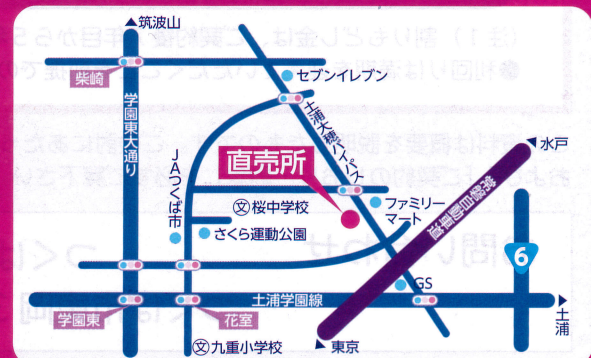 ▲筑波山
柴崎
セブンイレブン
学園東大通り
土浦大穂バイパス
水戸
JAつくば市
直売所
常磐自動車道
文桜中学校
ファミリー
マート
さくら運動公園
6
GS
土浦学園線
学園東
花室
土浦
文九重小学校
東京